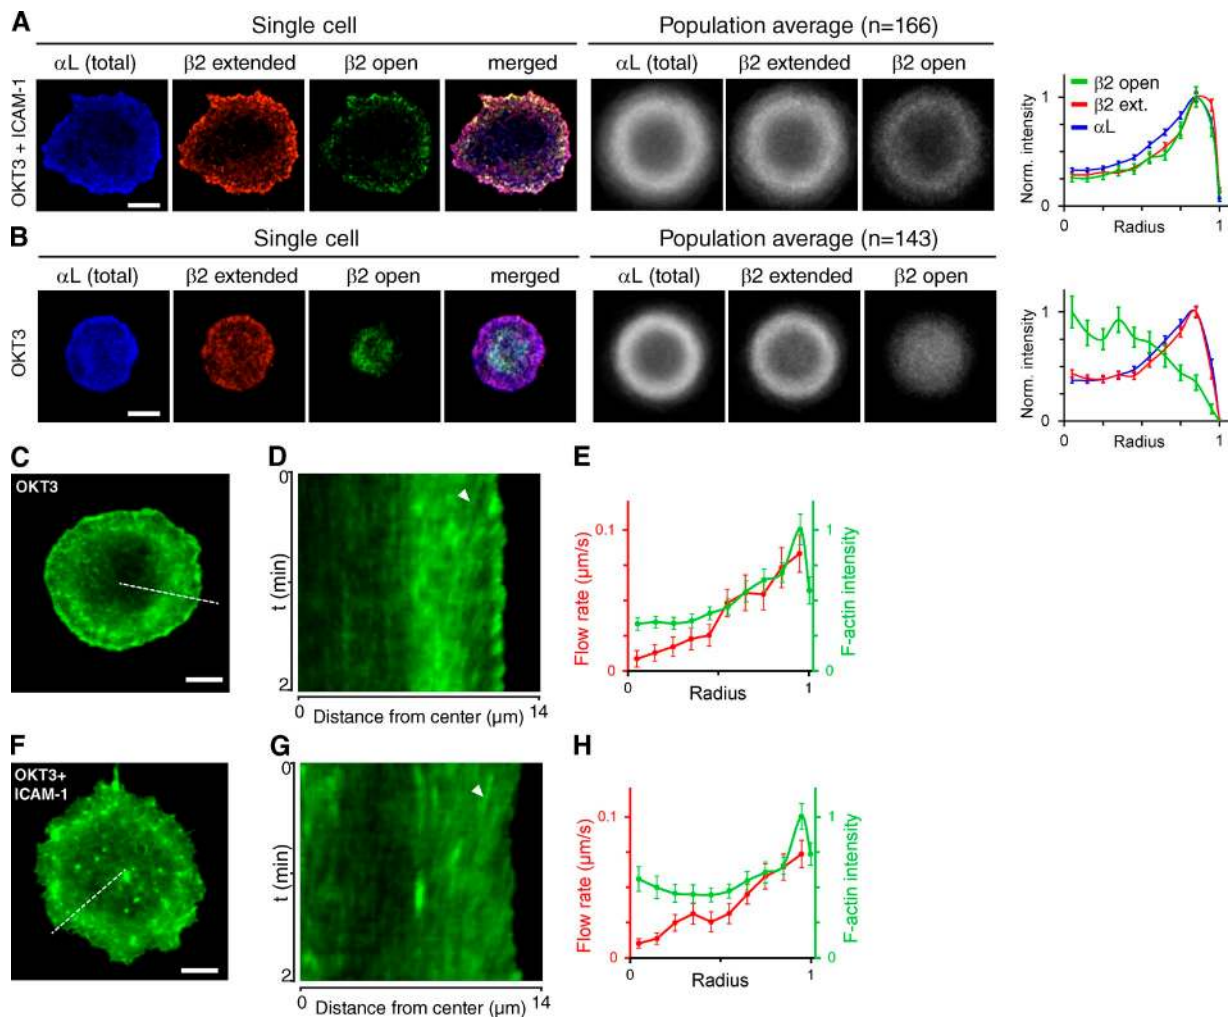 A
Single cell
Population average (n=166)
αL (total) β2 extended β2 open merged αL (total) β2 extended β2 open
OKT3 + ICAM-1
Norm. intensity
1
0
β2 open
β2 ext.
αL
0 Radius 1
B
Single cell
Population average (n=143)
αL (total) β2 extended β2 open merged αL (total) β2 extended β2 open
OKT3
Norm. intensity
1
0
0 Radius 1
C
OKT3
D
0
t (min)
2
0 Distance from center (µm) 14
E
Flow rate (µm/s)
0.1
0
1
0
F-actin intensity
0 Radius 1
F
OKT3+
ICAM-1
G
0
t (min)
2
0 Distance from center (µm) 14
H
Flow rate (µm/s)
0.1
0
1
0
F-actin intensity
0 Radius 1